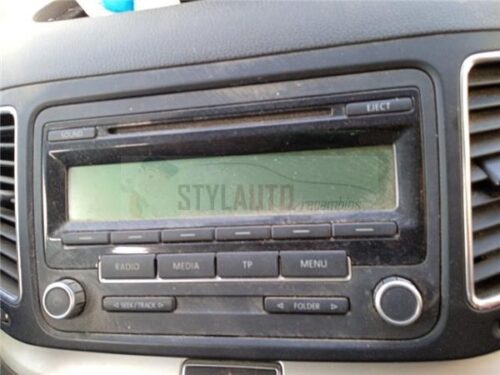 SOUND
EJECT
STYLAUTO
recambios
RADIO MEDIA TP MENU
◁ SEEK/TRACK ▷
◁ FOLDER ▷